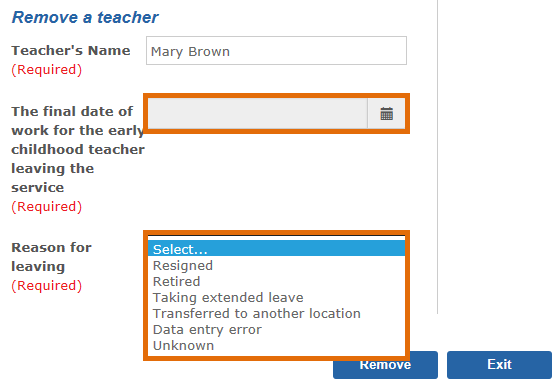 Remove a teacher
Teacher's Name
(Required)
Mary Brown
The final date of
work for the early
childhood teacher
leaving the
service
(Required)
Reason for
leaving
(Required)
Select...
Resigned
Retired
Taking extended leave
Transferred to another location
Data entry error
Unknown
Remove
Exit